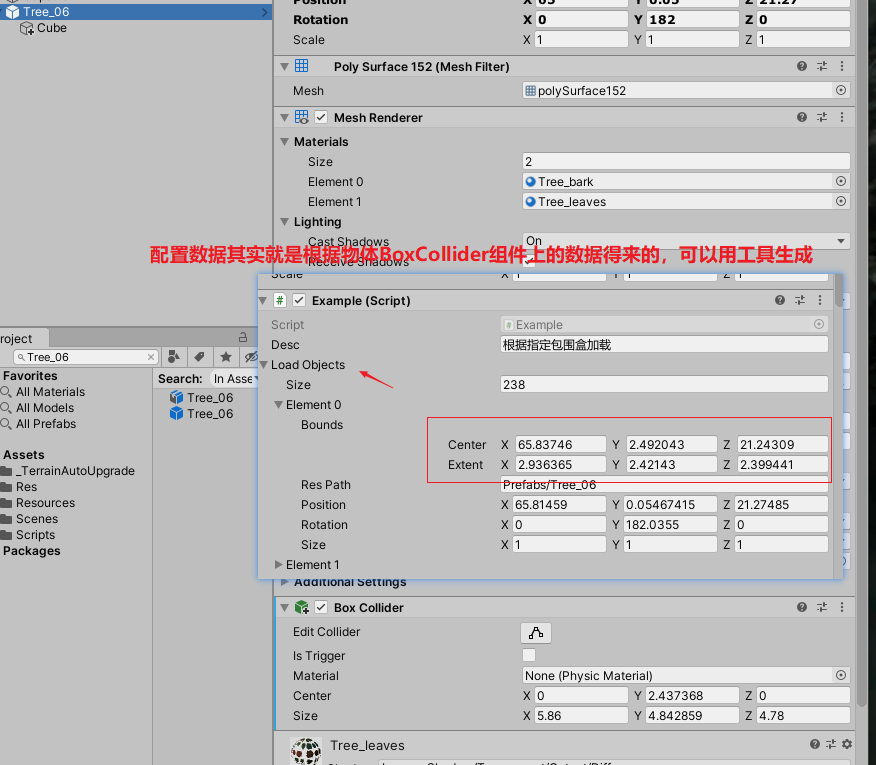 Tree_06
Cube
Position X 65 Y 0.05 Z 21.27
Rotation X 0 Y 182 Z 0
Scale X 1 Y 1 Z 1
Poly Surface 152 (Mesh Filter)
Mesh polySurface152
Mesh Renderer
Materials
Size 2
Element 0 Tree_bark
Element 1 Tree_leaves
Lighting
Cast Shadows On
配置数据其实就是根据物体BoxCollider组件上的数据得来的，可以用工具生成
Receive Shadows
Scale X 1 Y 1 Z 1
# Example (Script)
Script # Example
Desc 根据指定包围盒加载
Load Objects
Size 238
Element 0
Bounds
Center X 65.83746 Y 2.492043 Z 21.24309
Extent X 2.936365 Y 2.42143 Z 2.399441
Res Path Prefabs/Tree_06
Position X 65.81459 Y 0.05467415 Z 21.27485
Rotation X 0 Y 182.0355 Z 0
Size X 1 Y 1 Z 1
Element 1
Additional Settings
Box Collider
Edit Collider
Is Trigger
Material None (Physic Material)
Center X 0 Y 2.437368 Z 0
Size X 5.86 Y 4.842859 Z 4.78
Tree_leaves
roject
Tree_06
Favorites
All Materials
All Models
All Prefabs
Assets
_TerrainAutoUpgrade
Res
Resources
Scenes
Scripts
Packages
Search: In Asse
Tree_06
Tree_06